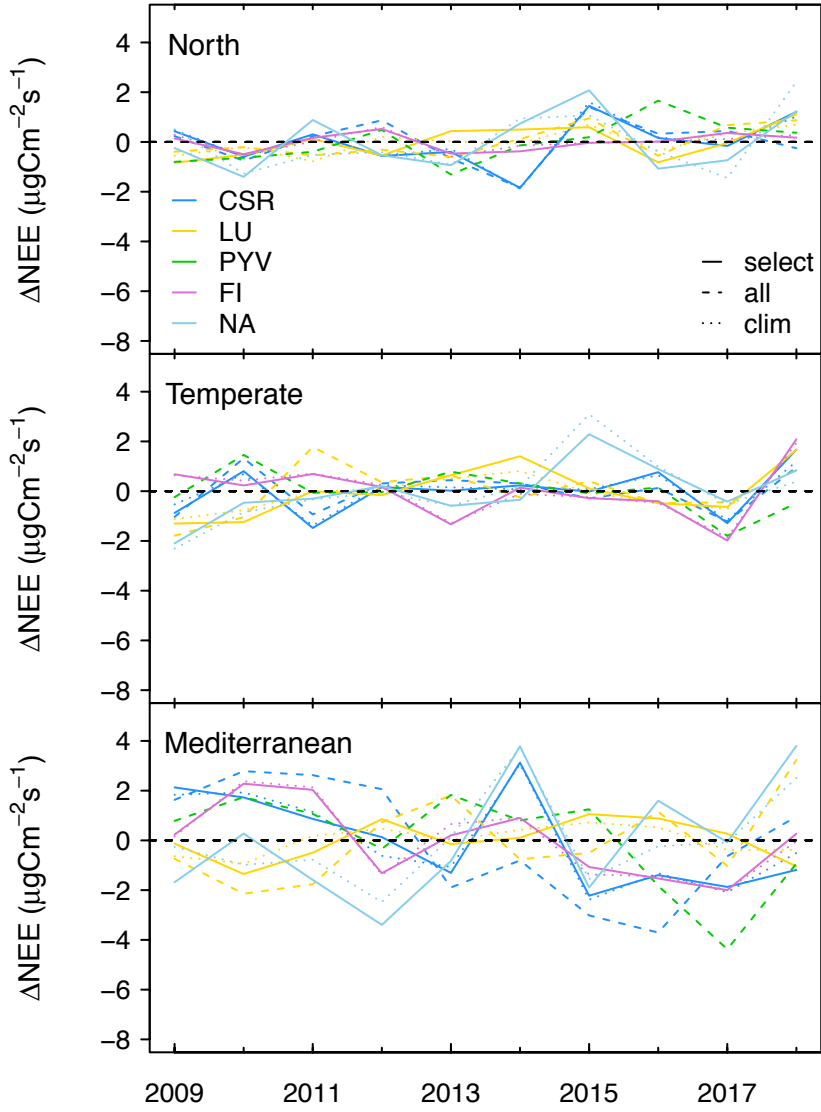 North
4
2
0
−2
−4
−6
−8
ΔNEE (μgCm−2s−1)
CSR
LU
PYV
FI
NA
select
all
clim
Temperate
4
2
0
−2
−4
−6
−8
ΔNEE (μgCm−2s−1)
Mediterranean
4
2
0
−2
−4
−6
−8
ΔNEE (μgCm−2s−1)
2009 2011 2013 2015 2017